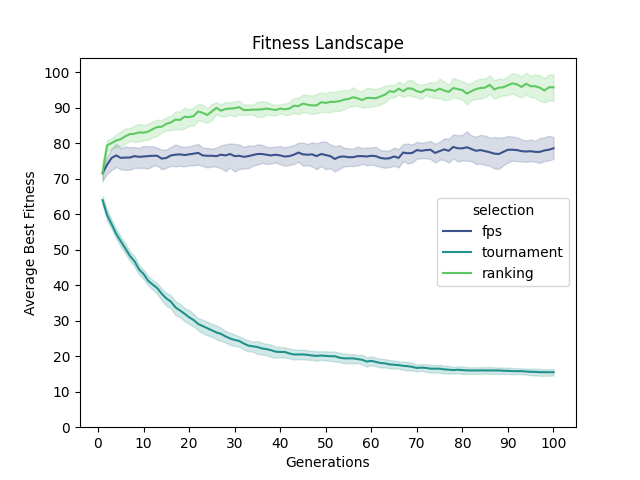 Fitness Landscape
Average Best Fitness
100
90
80
70
60
50
40
30
20
10
0
selection
fps
tournament
ranking
0 10 20 30 40 50 60 70 80 90 100
Generations